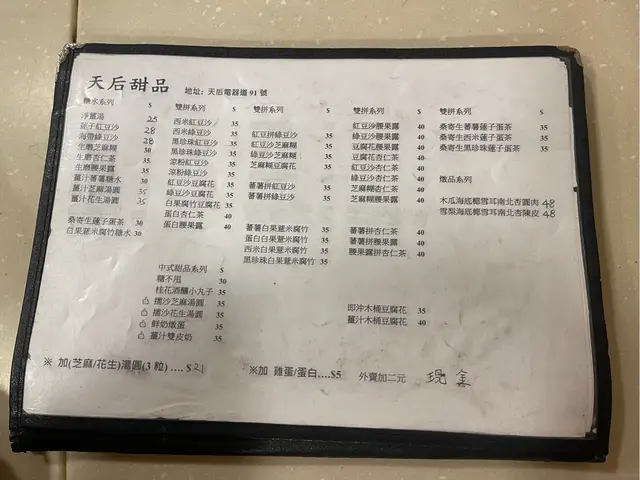 天后甜品 地址: 天后電器道91號
糖水系列 $
淨薑湯 25
蓮子紅豆沙 28
海帶綠豆沙 28
生磨芝麻糊 30
生磨杏仁茶 35
生磨腰果露 35
薑汁蕃薯糖水 30
薑汁芝麻湯圓 35
薑汁花生湯圓 35
桑寄生蓮子蛋茶 30
白果腐竹糖水 30
雙拼系列 $
西米紅豆沙 35
西米綠豆沙 35
黑珍珠紅豆沙 35
黑珍珠綠豆沙 35
涼粉紅豆沙 35
涼粉綠豆沙 35
紅豆沙豆腐花 35
綠豆沙豆腐花 35
白果腐竹豆腐花 35
蛋白杏仁茶 40
蛋白腰果露 40
雙拼系列 $
紅豆拼綠豆沙 35
紅豆沙芝麻糊 35
綠豆沙芝麻糊 35
蕃薯拼紅豆沙 35
蕃薯拼綠豆沙 35
蕃薯白果薏米腐竹 35
蛋白白果薏米腐竹 35
西米白果薏米腐竹 35
黑珍珠白果薏米腐竹 35
雙拼系列 $
紅豆沙腰果露 40
綠豆沙腰果露 40
豆腐花腰果露 40
豆腐花杏仁茶 40
紅豆沙杏仁茶 40
綠豆沙杏仁茶 40
芝麻糊杏仁茶 40
芝麻糊腰果露 40
蕃薯拼杏仁茶 40
蕃薯拼腰果露 40
腰果露拼杏仁茶 40
即沖木桶豆腐花 35
薑汁木桶豆腐花 40
雙拼系列 $
桑寄生蕃薯蓮子蛋茶 35
桑寄生西米蓮子蛋茶 35
桑寄生黑珍珠蓮子蛋茶 35
燉品系列 $
木瓜海底椰雪耳南北杏圓肉 48
雪梨海底椰雪耳南北杏陳皮 48
中式甜品系列 $
糖不甩 30
桂花酒釀小丸子 35
擂沙芝麻湯圓 35
擂沙花生湯圓 35
鮮奶燉蛋 35
薑汁雙皮奶 35
※ 加(芝麻/花生)湯圓(3粒) .... $21
※加 雞蛋/蛋白....$5 外賣加二元 現金